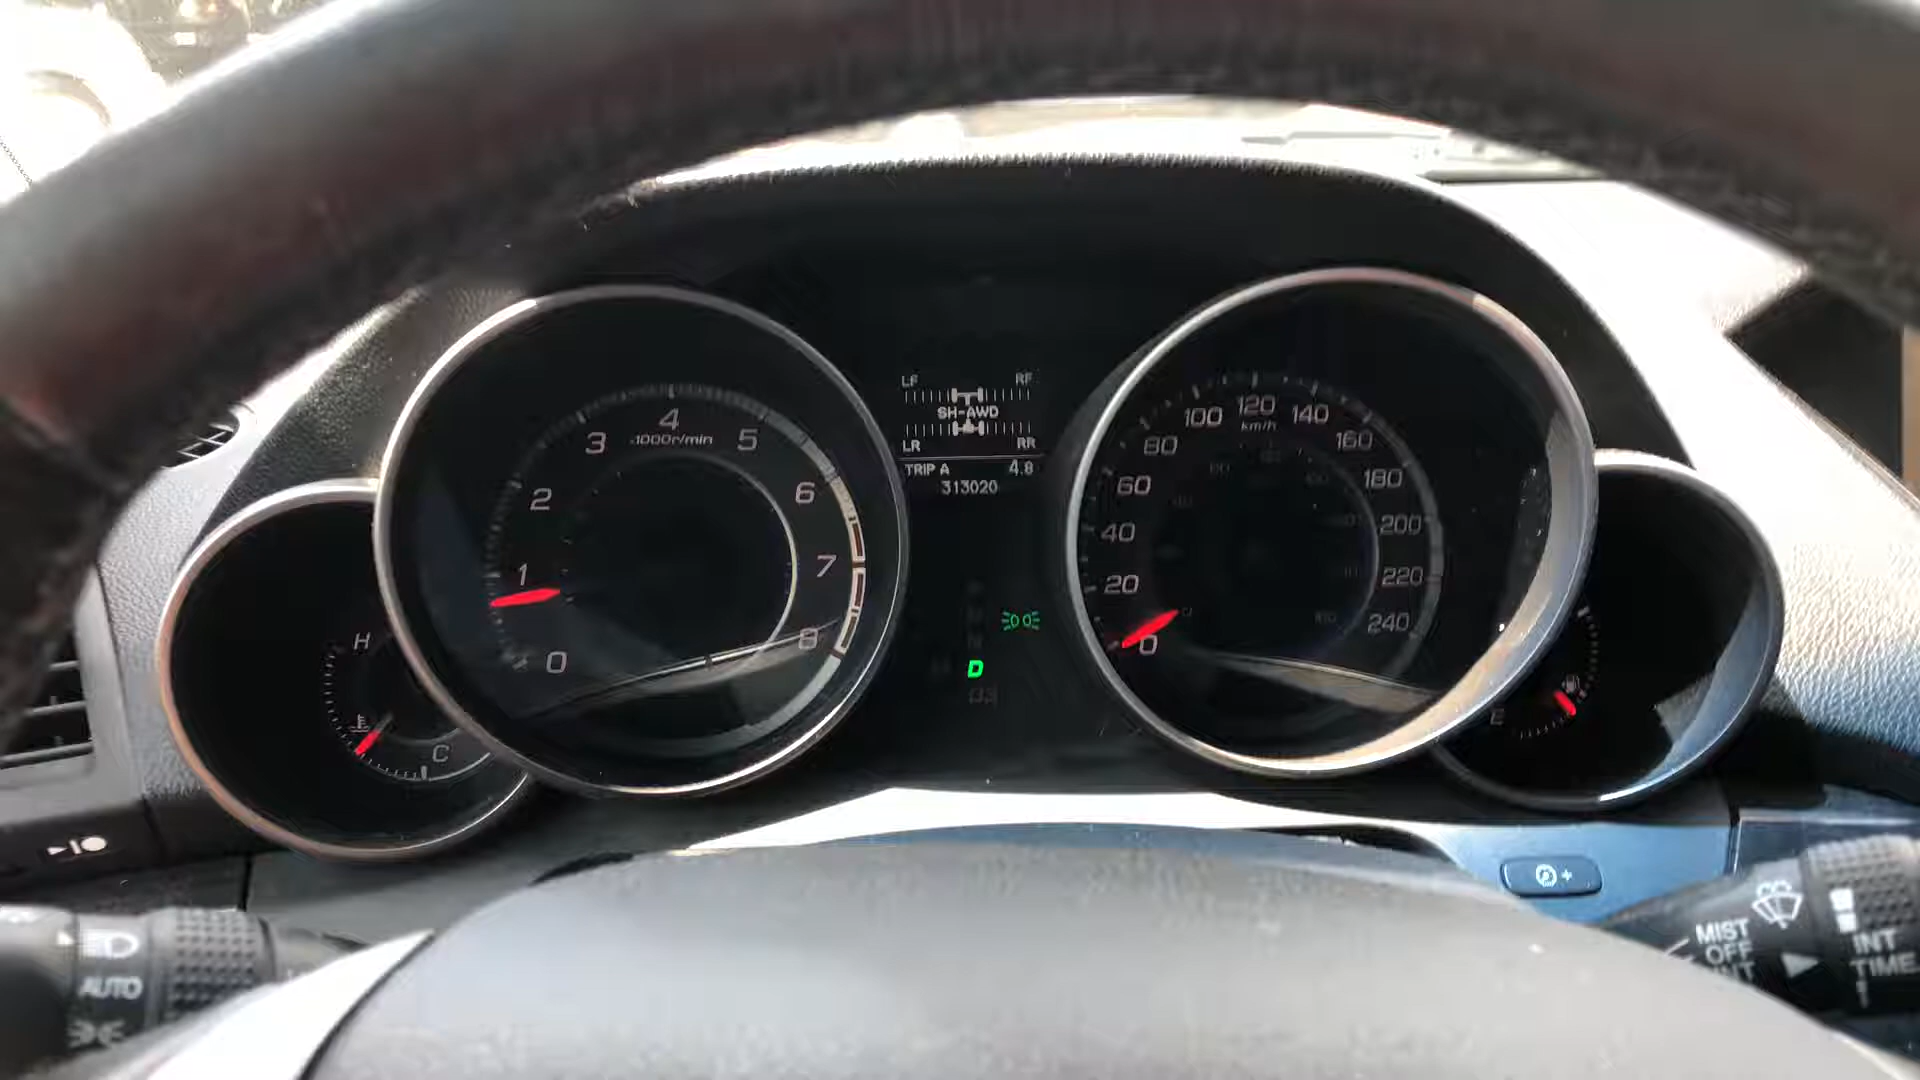 LF RF
SH-AWD
LR RR
TRIP A 4.8
313020
0 1 2 3 4 5 6 7 8
x1000r/min
0 20 40 60 80 100 120 140 160 180 200 220 240
km/h
H
C
D
D3
E
AUTO
+
MIST
OFF
INT
INT
TIME